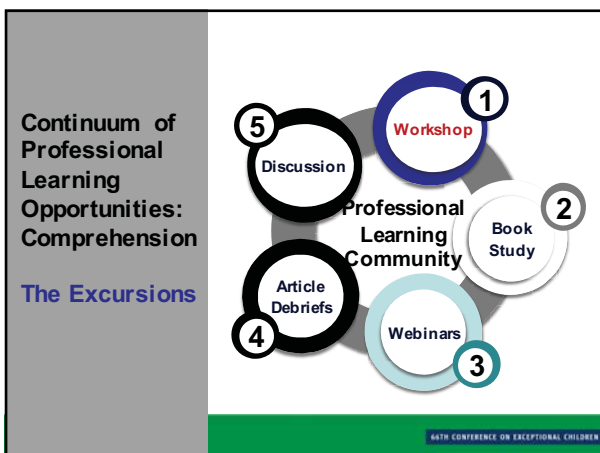 Continuum of
Professional
Learning
Opportunities:
Comprehension
The Excursions
1
Workshop
2
Book
Study
3
Webinars
4
Article
Debriefs
5
Discussion
Professional
Learning
Community
66TH CONFERENCE ON EXCEPTIONAL CHILDREN